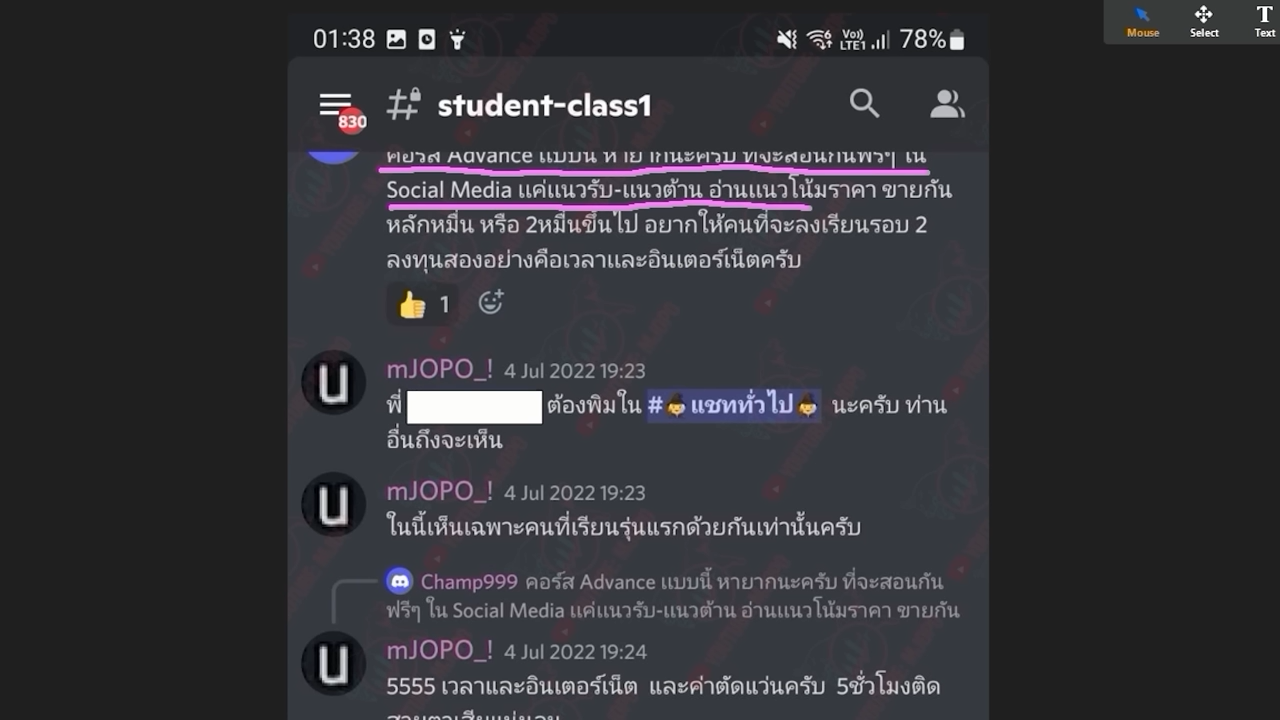 01:38
Vo)) LTE1
78%
Mouse
Select
T
Text
830
student-class1
คอร์ส Advance แบบนี้ หายากนะครับ ที่จะสอนกันฟรีๆ ใน
Social Media แค่แนวรับ-แนวต้าน อ่านแนวโน้มราคา ขายกัน
หลักหมื่น หรือ 2หมื่นขึ้นไป อยากให้คนที่จะลงเรียนรอบ 2
ลงทุนสองอย่างคือเวลาและอินเตอร์เน็ตครับ
1
mJOPO_! 4 Jul 2022 19:23
พี่ ต้องพิมใน #แชททั่วไป นะครับ ท่าน
อื่นถึงจะเห็น
mJOPO_! 4 Jul 2022 19:23
ในนี้เห็นเฉพาะคนที่เรียนรุ่นแรกด้วยกันเท่านั้นครับ
Champ999 คอร์ส Advance แบบนี้ หายากนะครับ ที่จะสอนกัน
ฟรีๆ ใน Social Media แค่แนวรับ-แนวต้าน อ่านแนวโน้มราคา ขายกัน
mJOPO_! 4 Jul 2022 19:24
5555 เวลาและอินเตอร์เน็ต และค่าตัดแว่นครับ 5ชั่วโมงติด